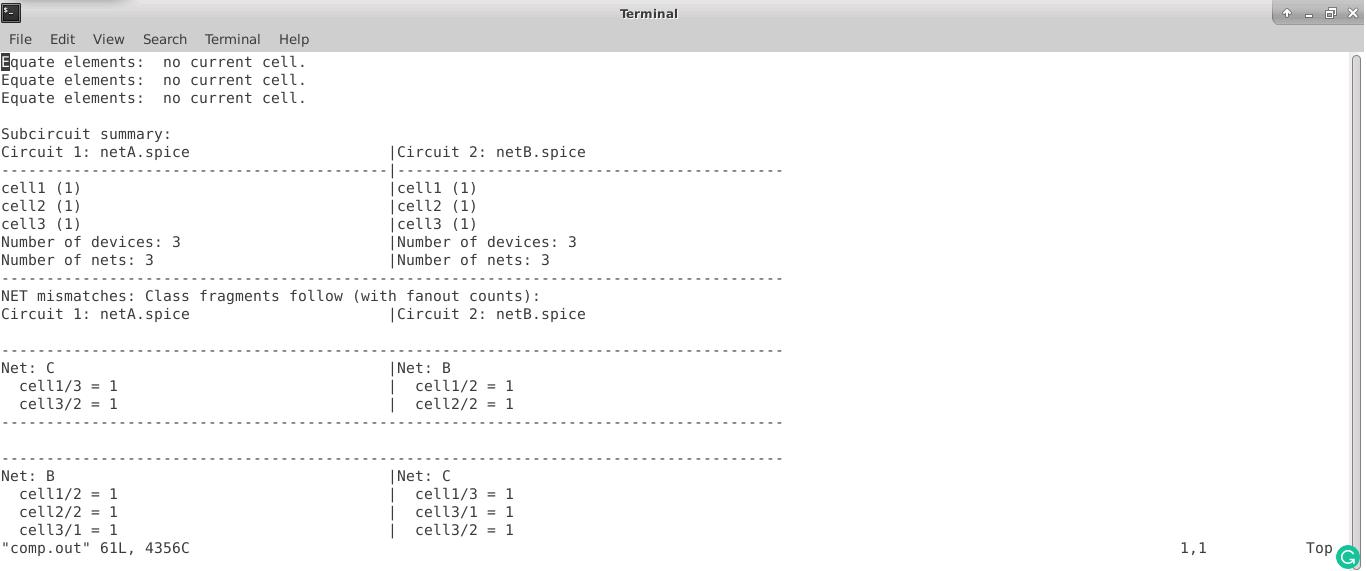 Terminal
File Edit View Search Terminal Help
Equate elements:  no current cell.
Equate elements:  no current cell.
Equate elements:  no current cell.
Subcircuit summary:
Circuit 1: netA.spice                      |Circuit 2: netB.spice
-------------------------------------------|-------------------------------------------
cell1 (1)                                  |cell1 (1)
cell2 (1)                                  |cell2 (1)
cell3 (1)                                  |cell3 (1)
Number of devices: 3                       |Number of devices: 3
Number of nets: 3                          |Number of nets: 3
---------------------------------------------------------------------------------------
NET mismatches: Class fragments follow (with fanout counts):
Circuit 1: netA.spice                      |Circuit 2: netB.spice
---------------------------------------------------------------------------------------
Net: C                                     |Net: B
  cell1/3 = 1                              |  cell1/2 = 1
  cell3/2 = 1                              |  cell2/2 = 1
---------------------------------------------------------------------------------------
---------------------------------------------------------------------------------------
Net: B                                     |Net: C
  cell1/2 = 1                              |  cell1/3 = 1
  cell2/2 = 1                              |  cell3/1 = 1
  cell3/1 = 1                              |  cell3/2 = 1
"comp.out" 61L, 4356C 1,1 Top